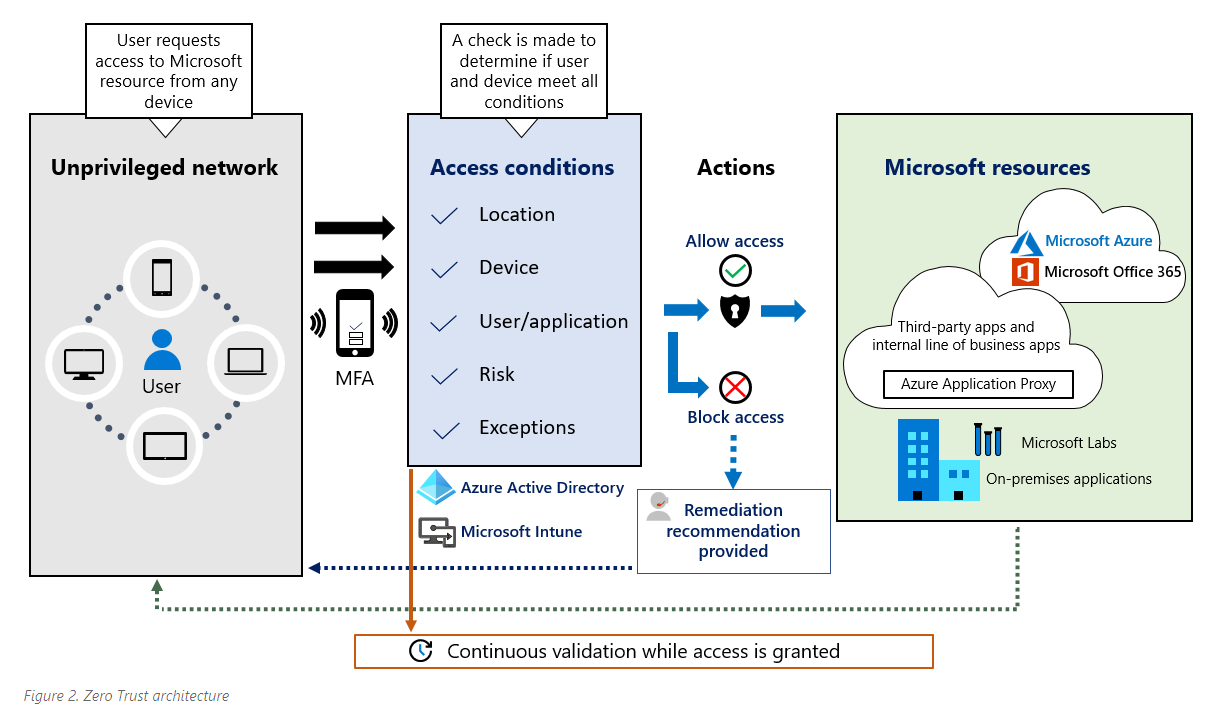 User requests
access to Microsoft
resource from any
device
A check is made to
determine if user
and device meet all
conditions
Unprivileged network
User
MFA
Access conditions
Location
Device
User/application
Risk
Exceptions
Azure Active Directory
Microsoft Intune
Actions
Allow access
Block access
Remediation
recommendation
provided
Microsoft resources
Microsoft Azure
Microsoft Office 365
Third-party apps and
internal line of business apps
Azure Application Proxy
Microsoft Labs
On-premises applications
Continuous validation while access is granted
Figure 2. Zero Trust architecture